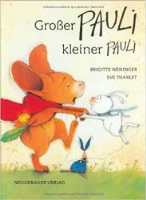 Großer PAULI
kleiner PAULI
BRIGITTE WENINGER
EVE THARLET
NEUGEBAUER VERLAG